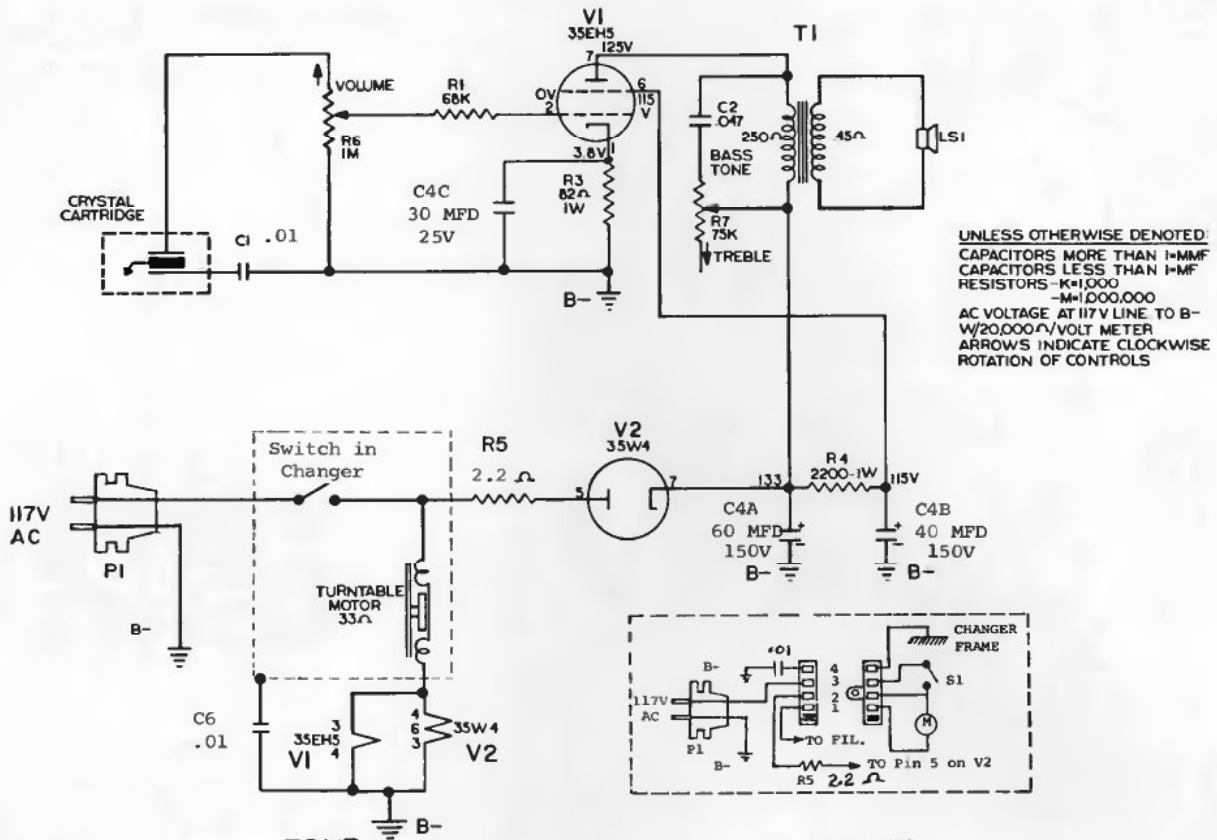 V1
35EH5
7
125V
T1
VOLUME
R1
68K
0V
2
6
115
V
C2
.047
250Ω
.45Ω
LS1
R6
1M
BASS
TONE
3.8V
1
CRYSTAL
CARTRIDGE
C4C
30 MFD
25V
R3
82Ω
1W
R7
75K
TREBLE
C1 .01
B-
UNLESS OTHERWISE DENOTED:
CAPACITORS MORE THAN 1=MMF
CAPACITORS LESS THAN 1=MF
RESISTORS-K=1,000
-M=1,000,000
AC VOLTAGE AT 117V LINE TO B-
W/20,000Ω/VOLT METER
ARROWS INDICATE CLOCKWISE
ROTATION OF CONTROLS
Switch in
Changer
R5
2.2 Ω
V2
35W4
5
7
133
R4
2200-1W
115V
117V
AC
P1
C4A
60 MFD
150V
+
-
C4B
40 MFD
150V
+
-
B-
B-
TURNTABLE
MOTOR
33Ω
B-
C6
.01
3
35EH5
4
V1
4
6
3
35W4
V2
B-
CHANGER
FRAME
.01
B-
4
3
2
1
S1
117V
AC
M
P1
B-
TO FIL.
TO Pin 5 on V2
R5 2.2 Ω